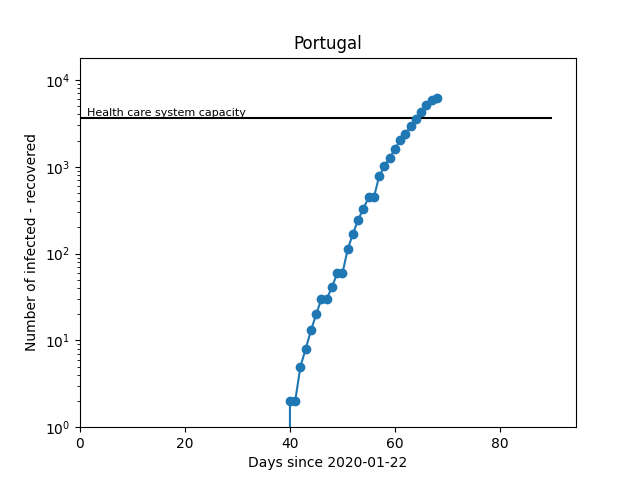 Portugal
10^4
10^3
10^2
10^1
10^0
Health care system capacity
Number of infected - recovered
0 20 40 60 80
Days since 2020-01-22